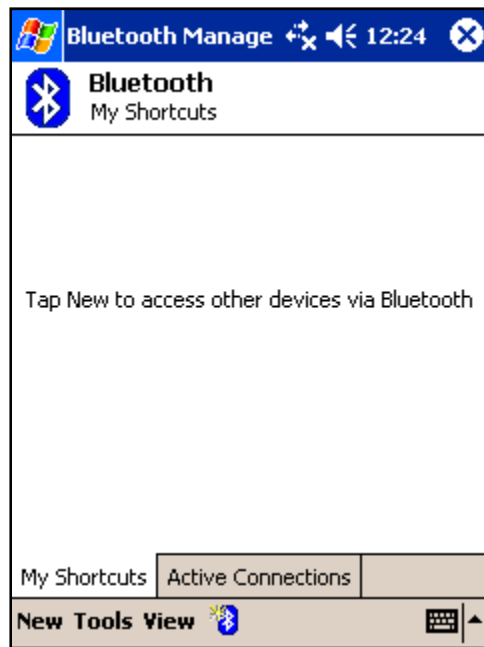 Bluetooth Manage 12:24
Bluetooth
My Shortcuts
Tap New to access other devices via Bluetooth
My Shortcuts Active Connections
New Tools View